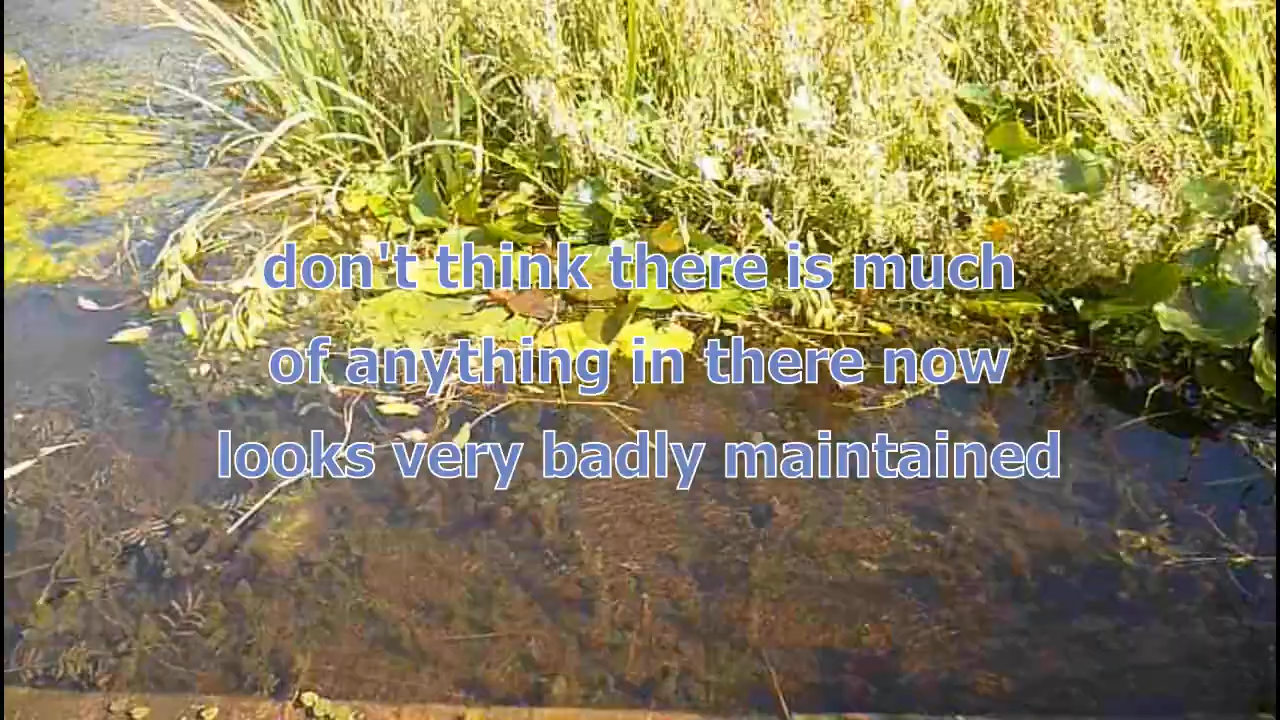 don't think there is much
of anything in there now
looks very badly maintained